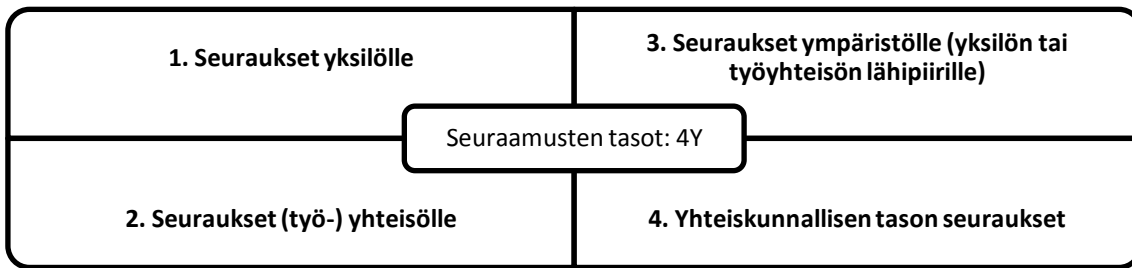 1. Seuraukset yksilölle
3. Seuraukset ympäristölle (yksilön tai
työyhteisön lähipiirille)
Seuraamusten tasot: 4Y
2. Seuraukset (työ-) yhteisölle
4. Yhteiskunnallisen tason seuraukset